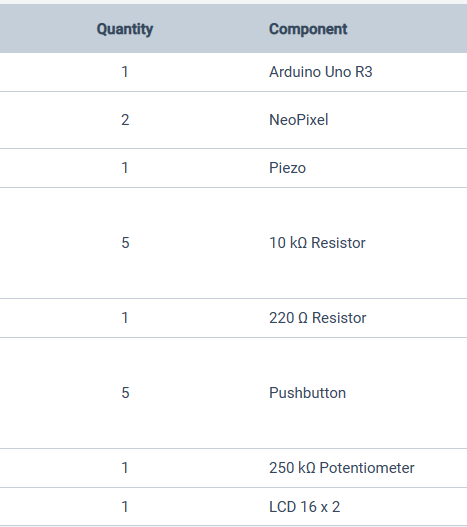 Quantity Component
1 Arduino Uno R3
2 NeoPixel
1 Piezo
5 10 kΩ Resistor
1 220 Ω Resistor
5 Pushbutton
1 250 kΩ Potentiometer
1 LCD 16 x 2